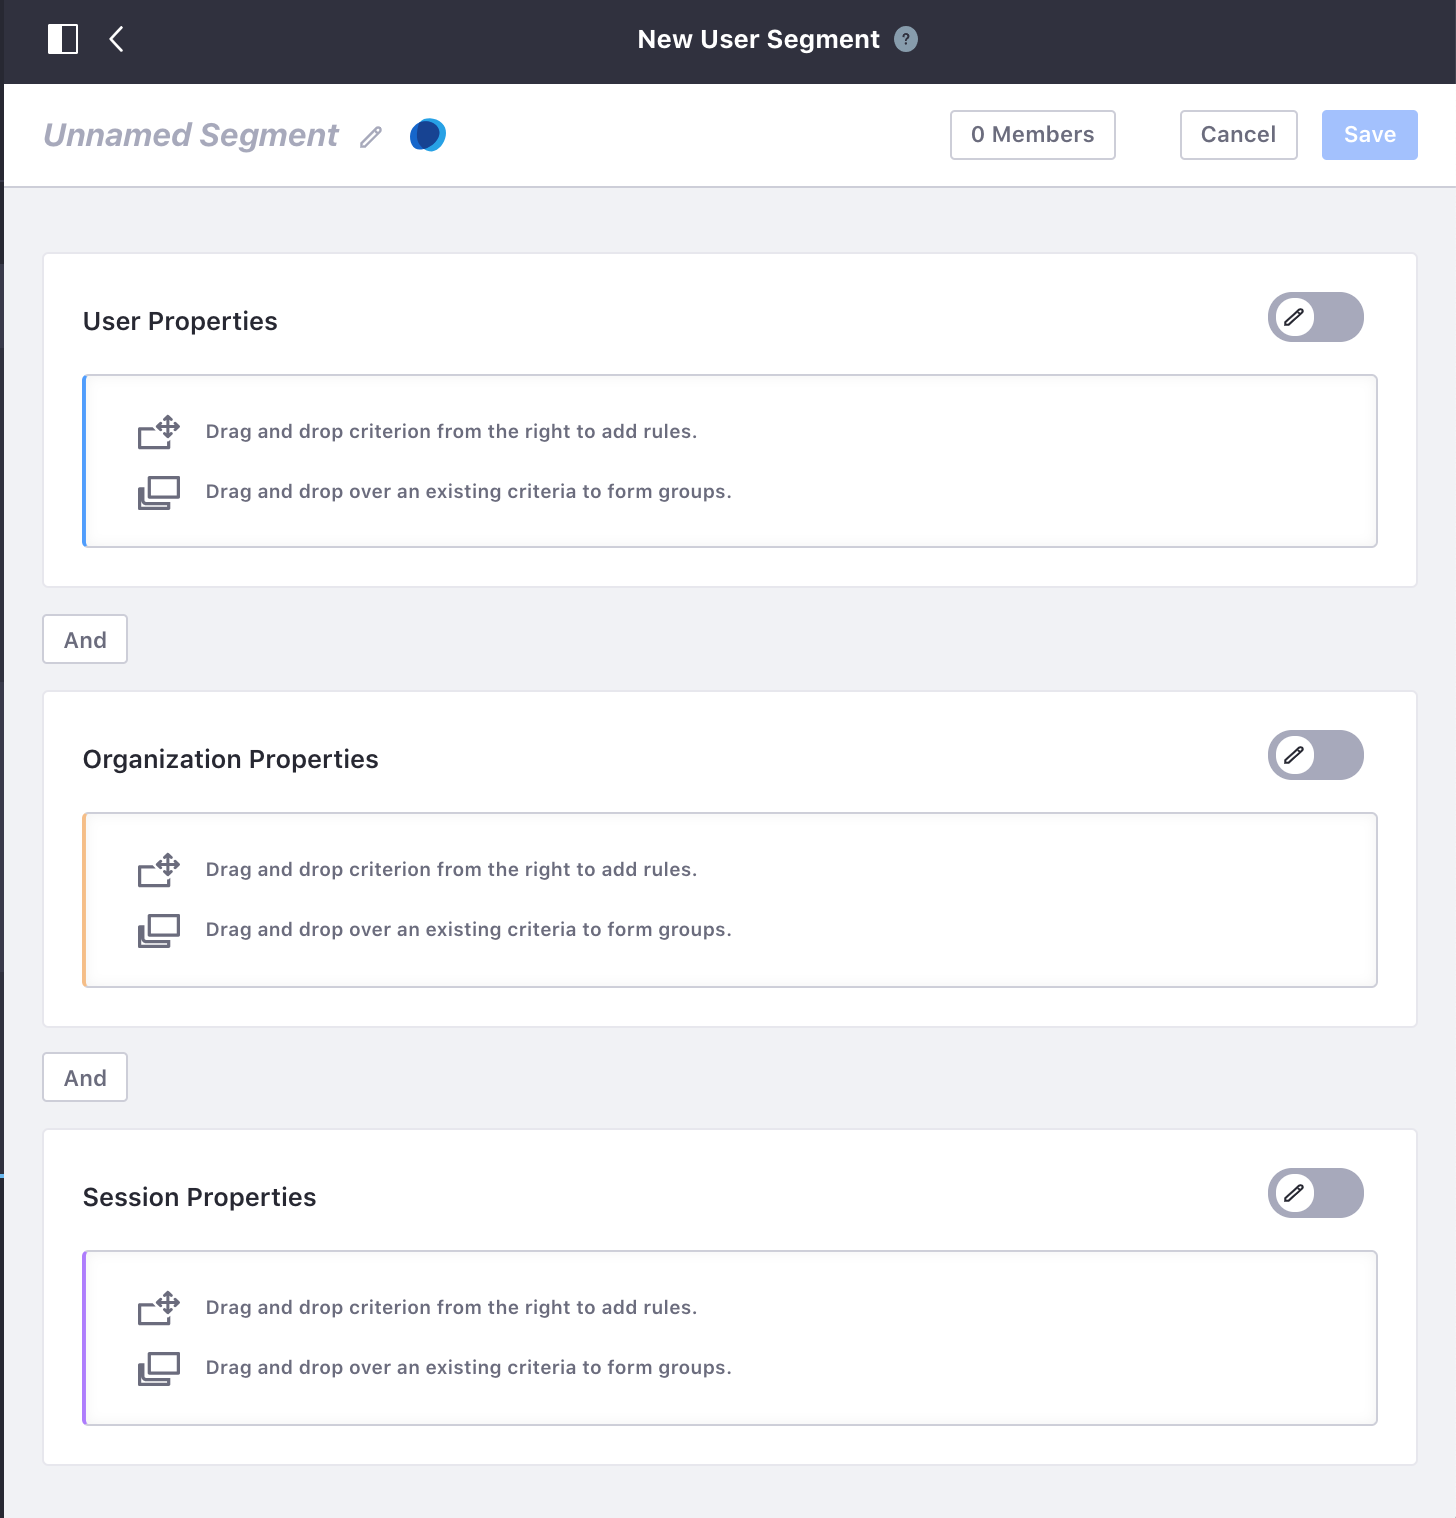 New User Segment ?
Unnamed Segment
0 Members
Cancel
Save
User Properties
Drag and drop criterion from the right to add rules.
Drag and drop over an existing criteria to form groups.
And
Organization Properties
Drag and drop criterion from the right to add rules.
Drag and drop over an existing criteria to form groups.
And
Session Properties
Drag and drop criterion from the right to add rules.
Drag and drop over an existing criteria to form groups.